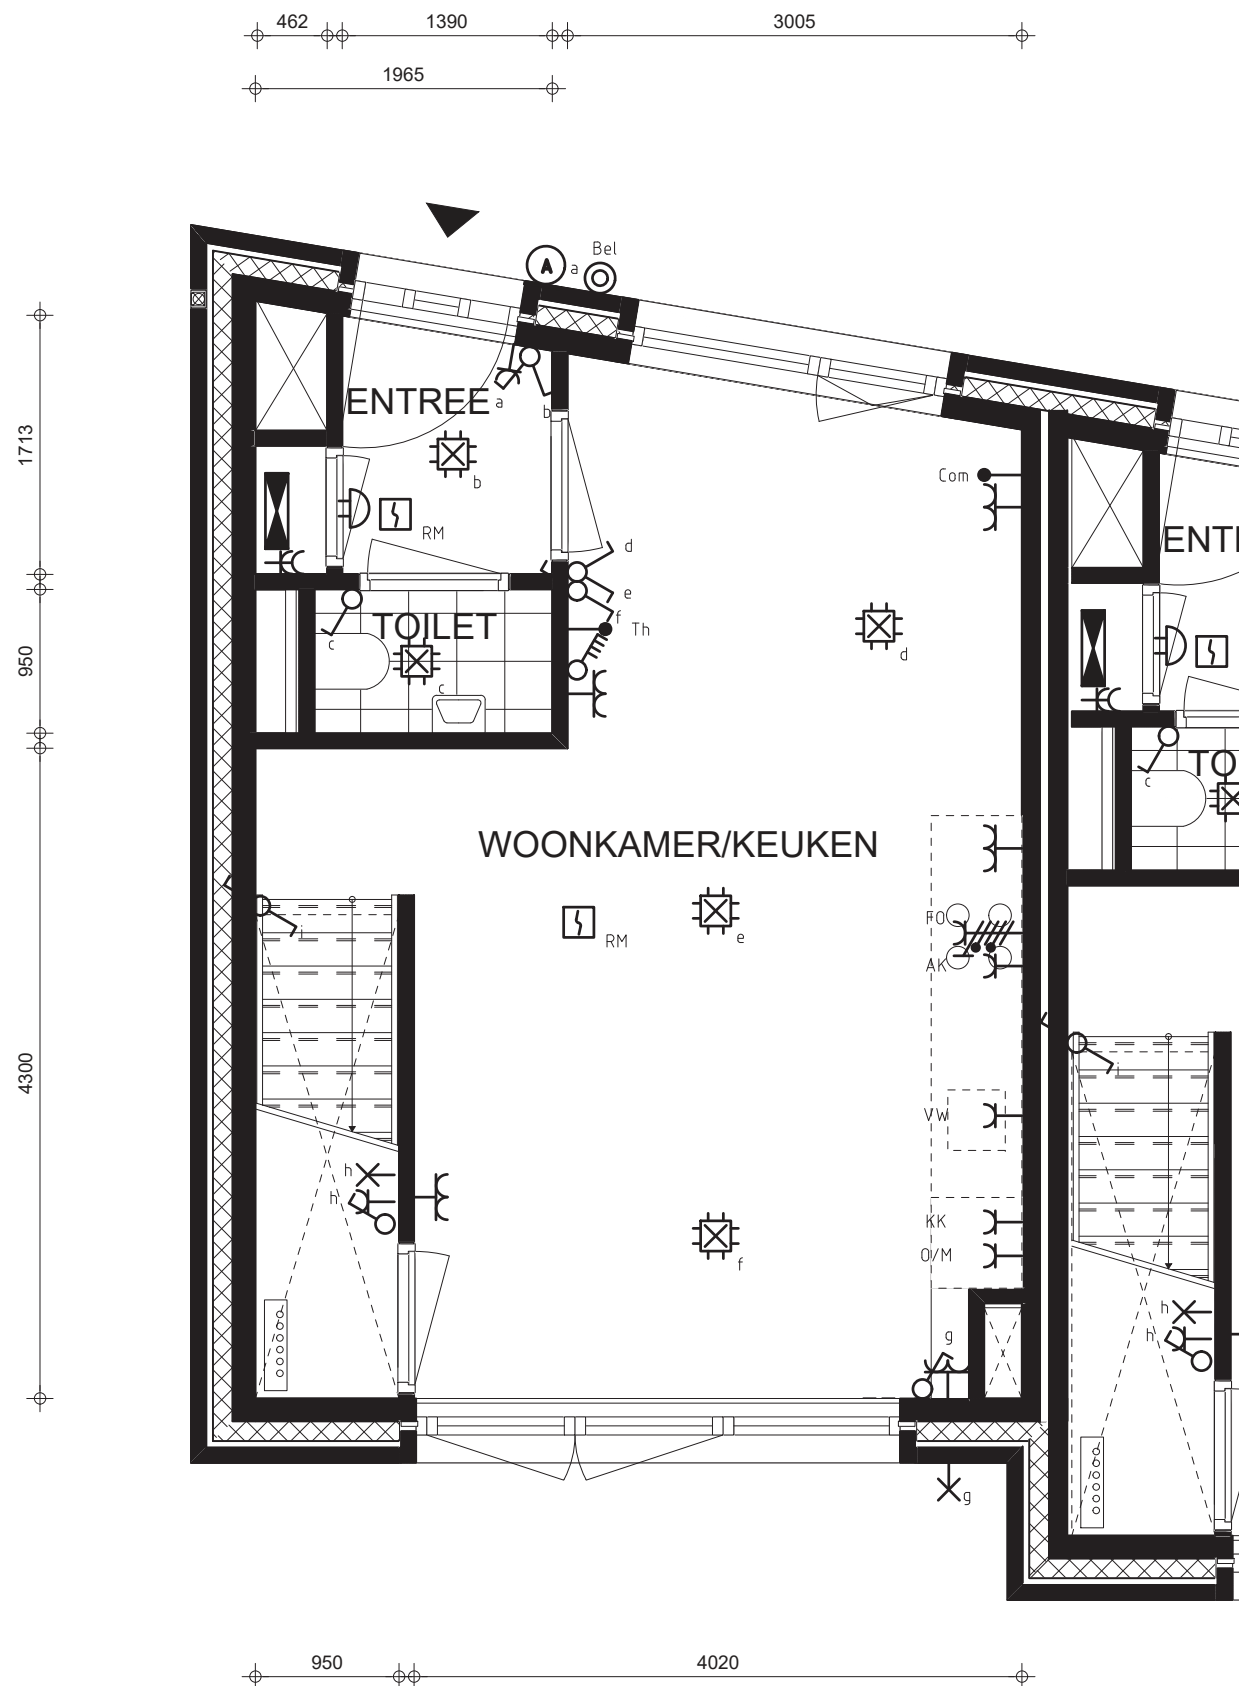 462 1390 3005
1965
Bel
A a
1713
ENTREE a b
b
Com
RM
d
e
f
TOILET
Th
c
d
c
950
ENTR
TO
c
WOONKAMER/KEUKEN
FO
i
e
RM
AK
4300
i
VW
h
h
KK
O/M
f
h
h
g
g
950 4020